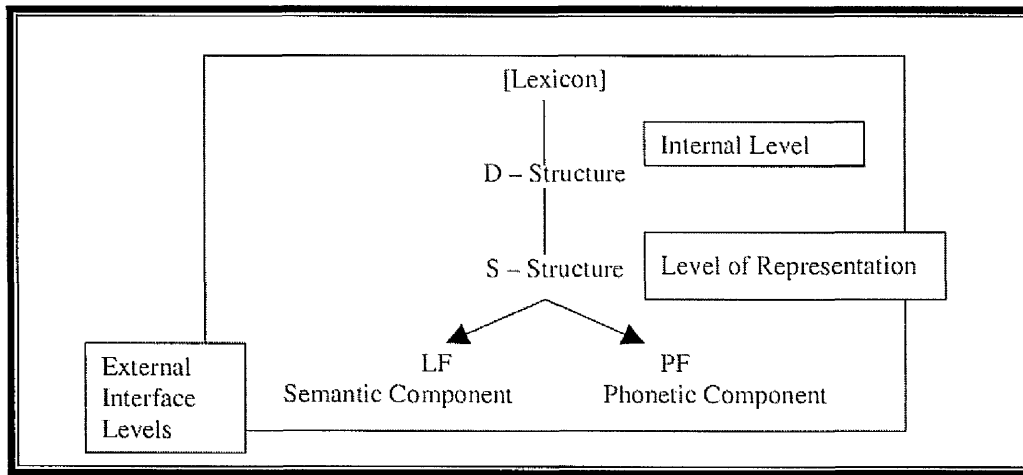 [Lexicon]
Internal Level
D – Structure
S – Structure
Level of Representation
LF
PF
Semantic Component
Phonetic Component
External
Interface
Levels